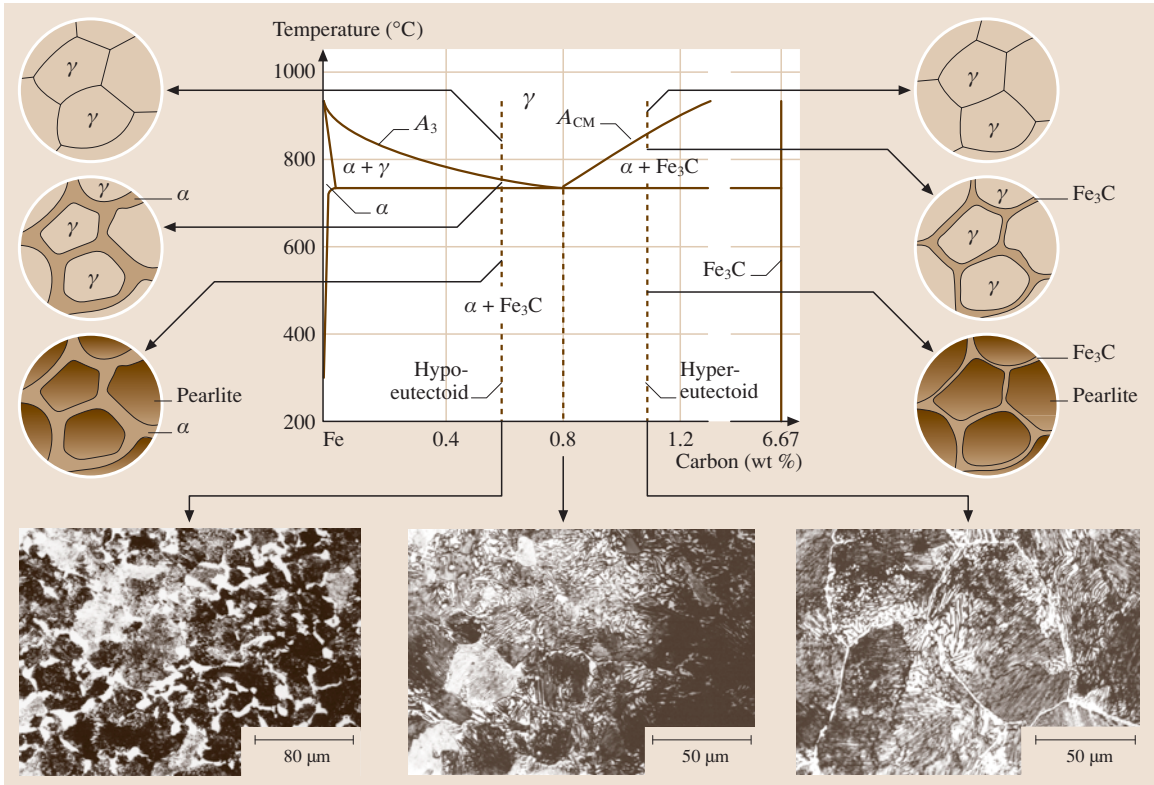 Temperature (°C)
1000
800
600
400
200
γ
A₃
A_CM
α + γ
α + Fe₃C
α
Fe₃C
α + Fe₃C
Hypo-
eutectoid
Hyper-
eutectoid
Fe
0.4
0.8
1.2
6.67
Carbon (wt %)
γ
γ
γ
α
γ
γ
Pearlite
α
γ
γ
γ
Fe₃C
γ
γ
Fe₃C
Pearlite
80 µm
50 µm
50 µm